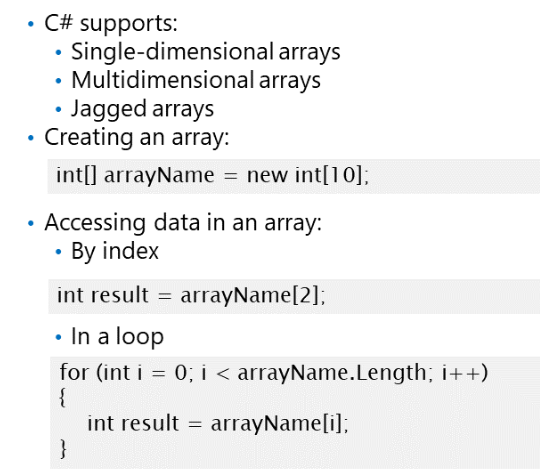 • C# supports:
• Single-dimensional arrays
• Multidimensional arrays
• Jagged arrays
• Creating an array:
int[] arrayName = new int[10];
• Accessing data in an array:
• By index
int result = arrayName[2];
• In a loop
for (int i = 0; i < arrayName.Length; i++)
{
int result = arrayName[i];
}